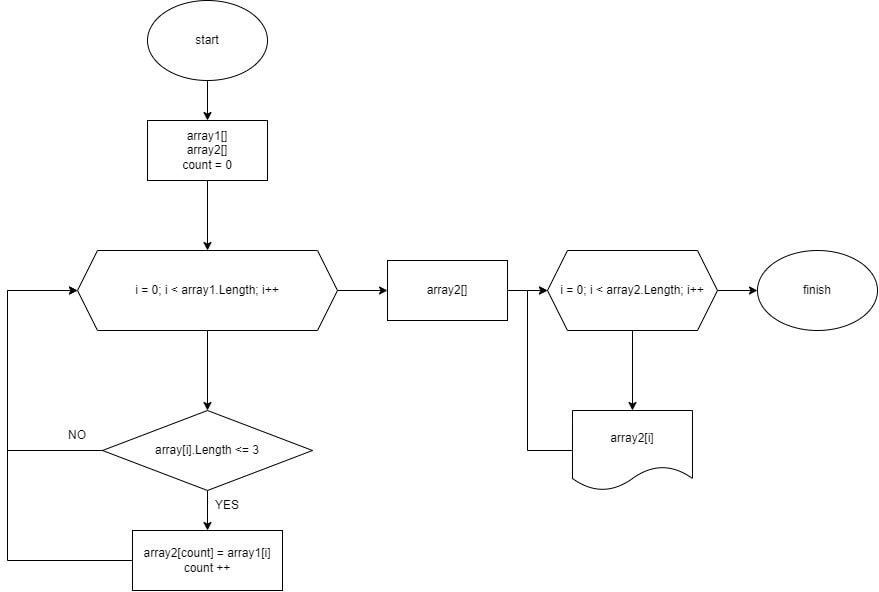 start
array1[]
array2[]
count = 0
i = 0; i < array1.Length; i++
array2[]
i = 0; i < array2.Length; i++
finish
NO
array[i].Length <= 3
array2[i]
YES
array2[count] = array1[i]
count ++